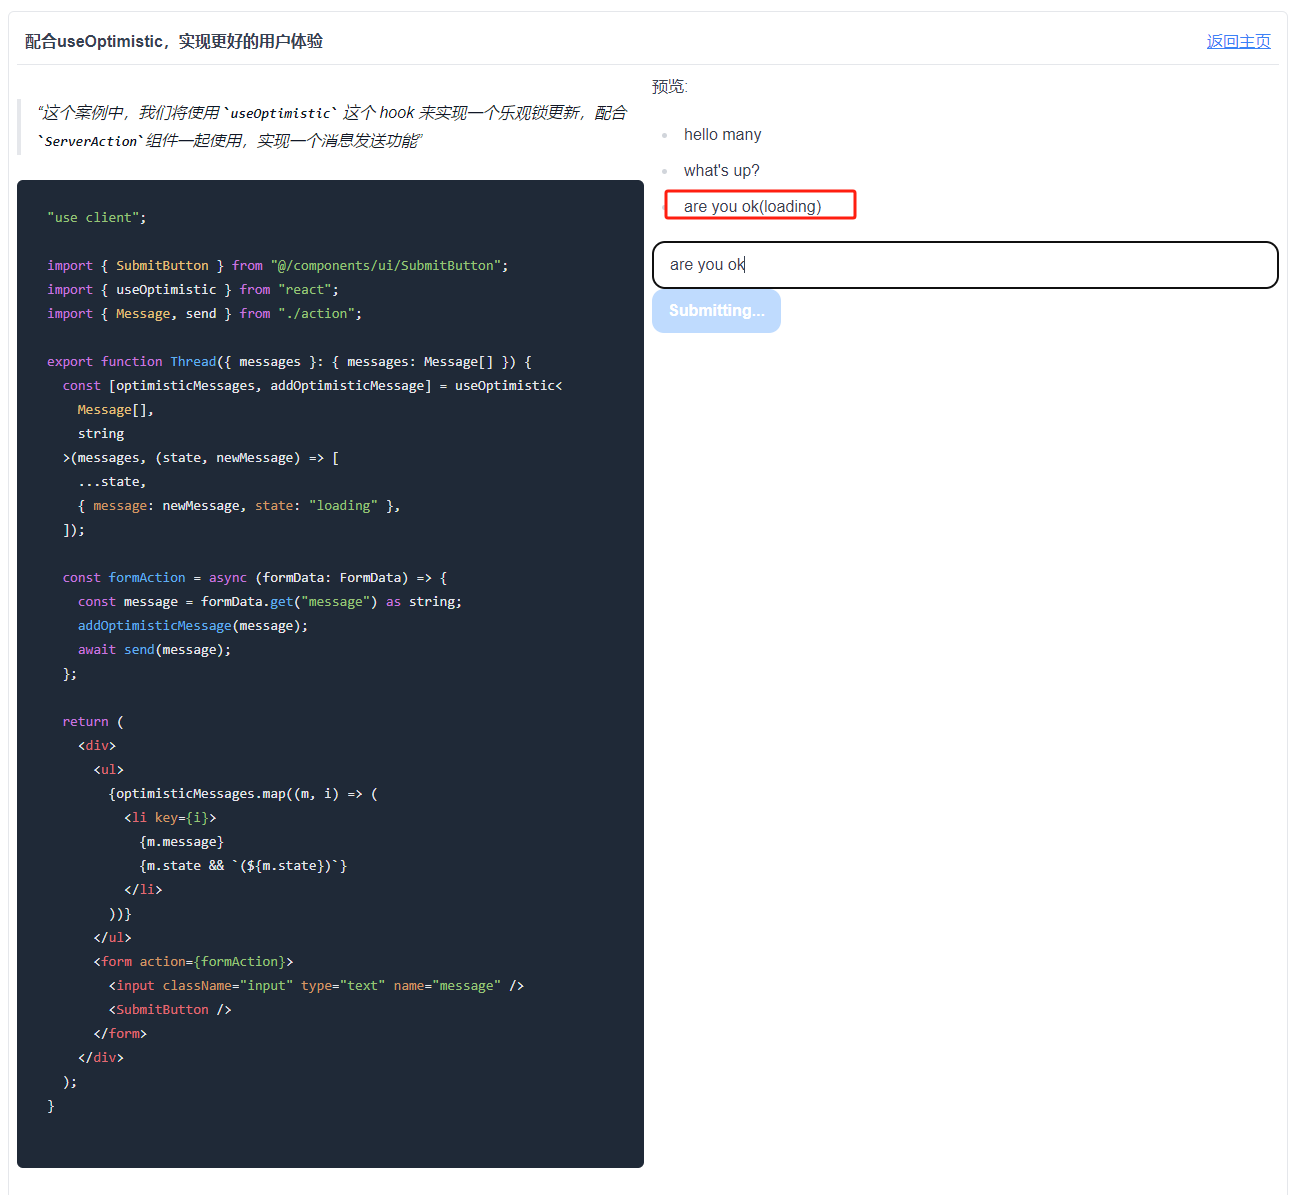 配合useOptimistic，实现更好的用户体验
返回主页
“这个案例中，我们将使用 `useOptimistic` 这个 hook 来实现一个乐观锁更新，配合
`ServerAction`组件一起使用，实现一个消息发送功能”
"use client";
import { SubmitButton } from "@/components/ui/SubmitButton";
import { useOptimistic } from "react";
import { Message, send } from "./action";
export function Thread({ messages }: { messages: Message[] }) {
  const [optimisticMessages, addOptimisticMessage] = useOptimistic<
    Message[],
    string
  >(messages, (state, newMessage) => [
    ...state,
    { message: newMessage, state: "loading" },
  ]);
  const formAction = async (formData: FormData) => {
    const message = formData.get("message") as string;
    addOptimisticMessage(message);
    await send(message);
  };
  return (
    <div>
      <ul>
        {optimisticMessages.map((m, i) => (
          <li key={i}>
            {m.message}
            {m.state && `(${m.state})`}
          </li>
        ))}
      </ul>
      <form action={formAction}>
        <input className="input" type="text" name="message" />
        <SubmitButton />
      </form>
    </div>
  );
}
预览:
hello many
what's up?
are you ok(loading)
are you ok
Submitting...